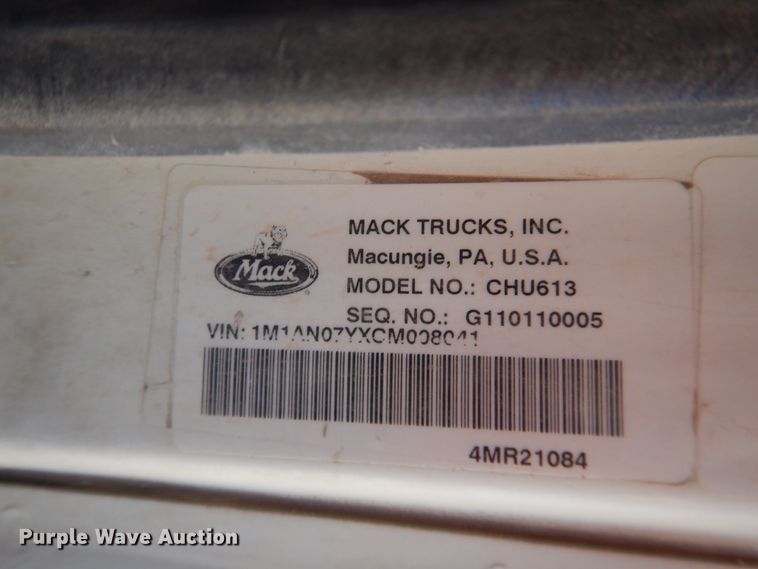 MACK TRUCKS, INC.
Macungie, PA, U.S.A.
Mack
MODEL NO.: CHU613
SEQ. NO.: G110110005
VIN: 1M1AN07YXCM008041
4MR21084
Purple Wave Auction